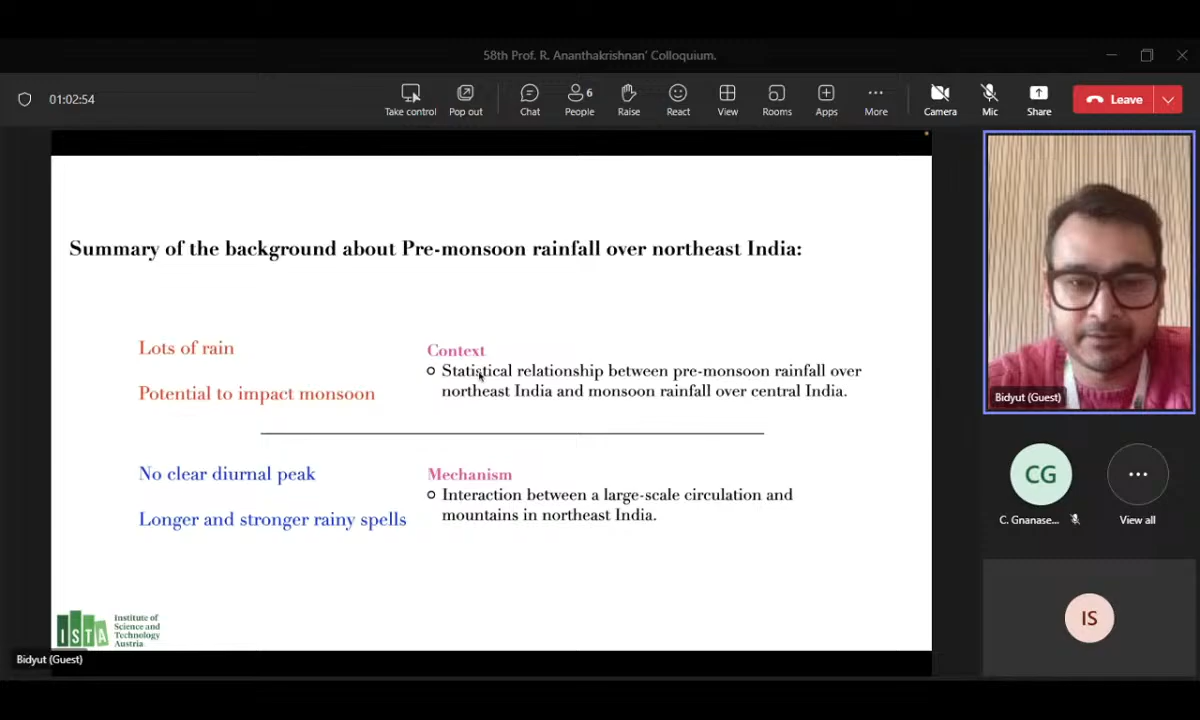 58th Prof. R. Ananthakrishnan' Colloquium.
01:02:54
Take control
Pop out
Chat
6
People
Raise
React
View
Rooms
Apps
More
Camera
Mic
Share
Leave
Summary of the background about Pre-monsoon rainfall over northeast India:
Lots of rain
Potential to impact monsoon
Context
Statistical relationship between pre-monsoon rainfall over
northeast India and monsoon rainfall over central India.
No clear diurnal peak
Longer and stronger rainy spells
Mechanism
Interaction between a large-scale circulation and
mountains in northeast India.
ISTA
Institute of
Science and
Technology
Austria
Bidyut (Guest)
Bidyut (Guest)
CG
C. Gnanase...
View all
IS